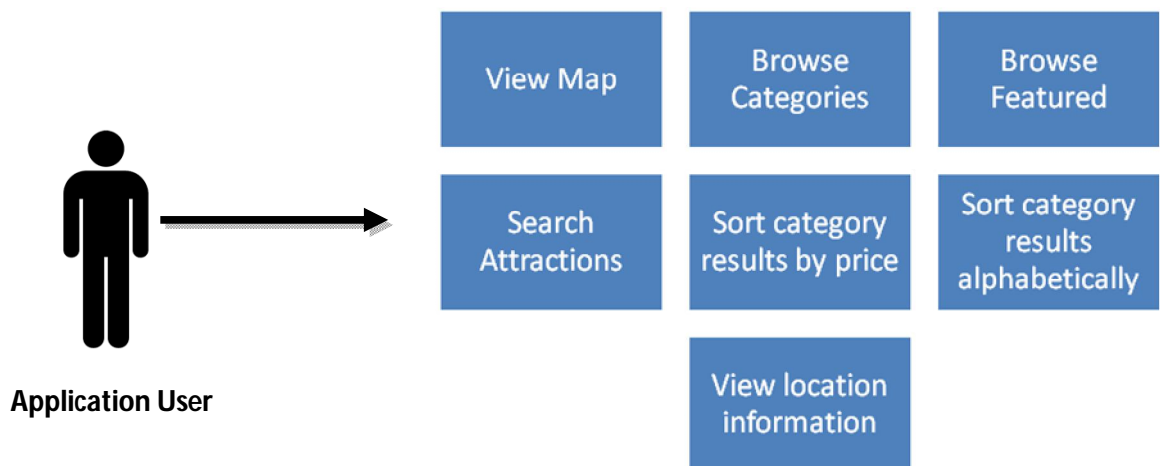 View Map
Browse
Categories
Browse
Featured
Search
Attractions
Sort category
results by price
Sort category
results
alphabetically
View location
information
Application User